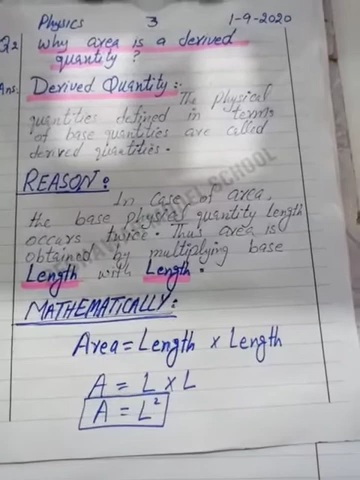 Physics 3 1-9-2020
Q2: Why area is a derived
quantity ?
Ans: Derived Quantity:-
The physical
quantities defined in terms
of base quantities are called
derived quantities.
REASON:
In case of area,
the base physical quantity length
occurs twice. Thus area is
obtained by multiplying base
Length with Length.
MATHEMATICALLY:
Area = Length x Length
A = L x L
A = L²